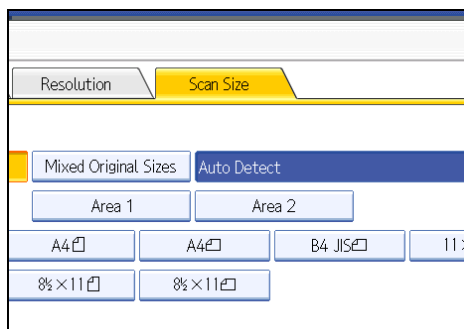 Resolution Scan Size
Mixed Original Sizes Auto Detect
Area 1 Area 2
A4 A4 B4 JIS 11×
8½×11 8½×11